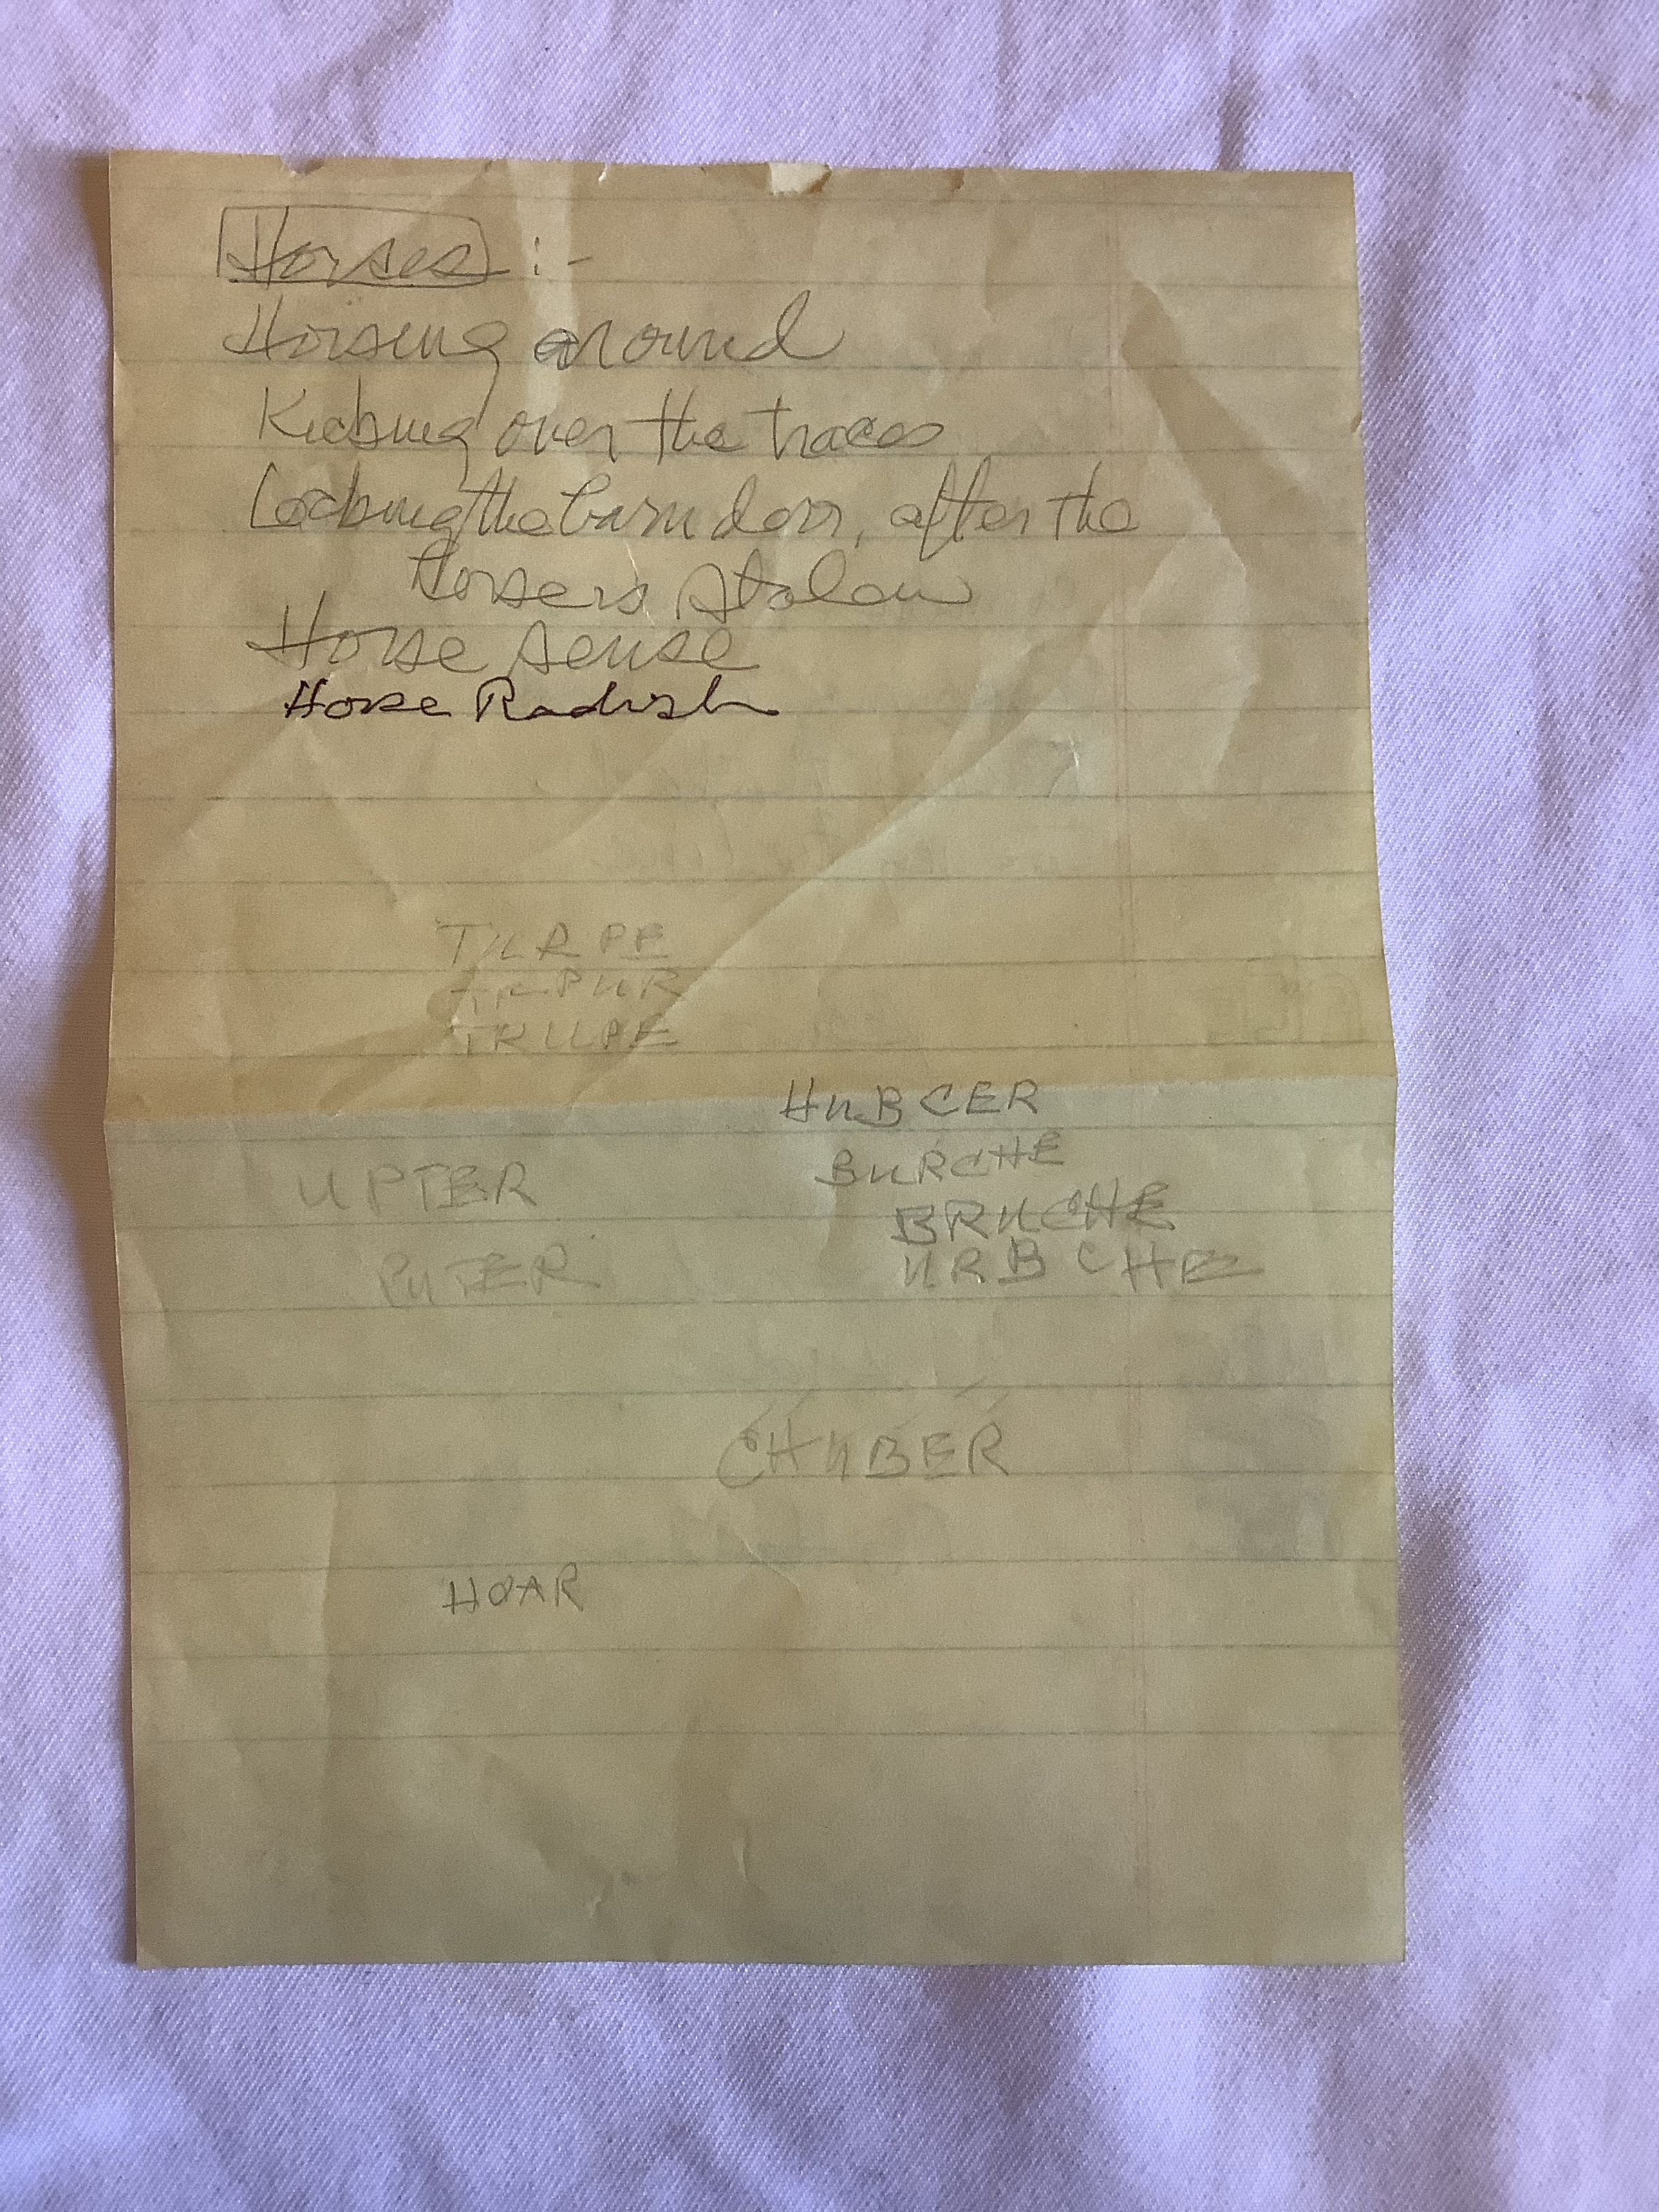 Horses :-
Horsing around
Kicking over the traces
Locking the barn door, after the
horse is stolen
Horse sense
Horse Radish
TURPE
TRUPE
HUBCER
BURCHE
UPTER
BRUCHE
PUTER
URBCHE
CHUBER
HOAR